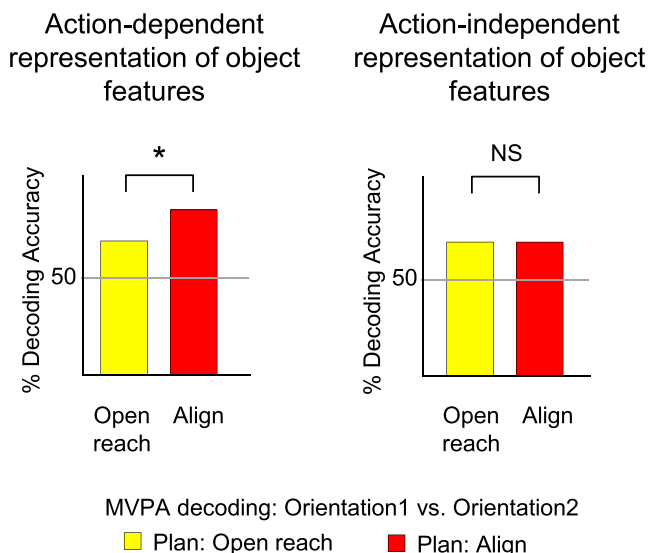 Action-dependent
representation of object
features
*
% Decoding Accuracy
50
Open
reach
Align
Action-independent
representation of object
features
NS
% Decoding Accuracy
50
Open
reach
Align
MVPA decoding: Orientation1 vs. Orientation2
Plan: Open reach
Plan: Align